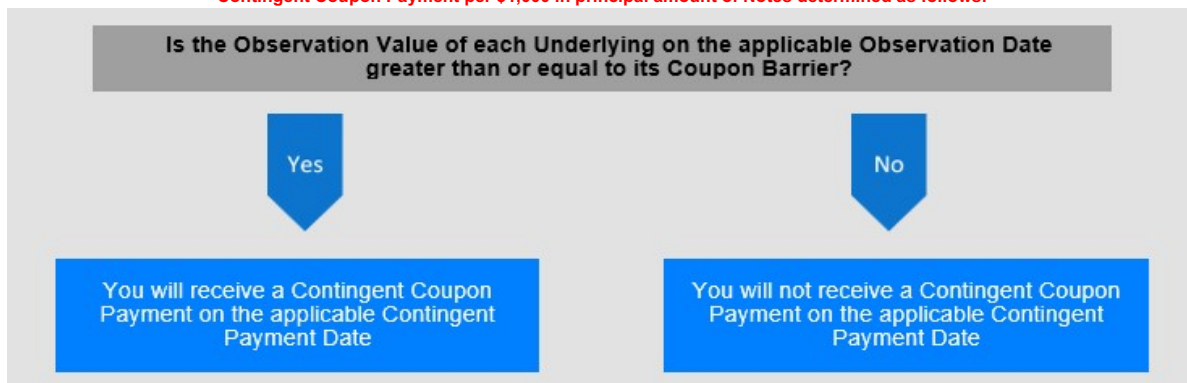 Contingent Coupon Payment per $1,000 in principal amount of Notes determined as follows:
Is the Observation Value of each Underlying on the applicable Observation Date
greater than or equal to its Coupon Barrier?
Yes
No
You will receive a Contingent Coupon
Payment on the applicable Contingent
Payment Date
You will not receive a Contingent Coupon
Payment on the applicable Contingent
Payment Date